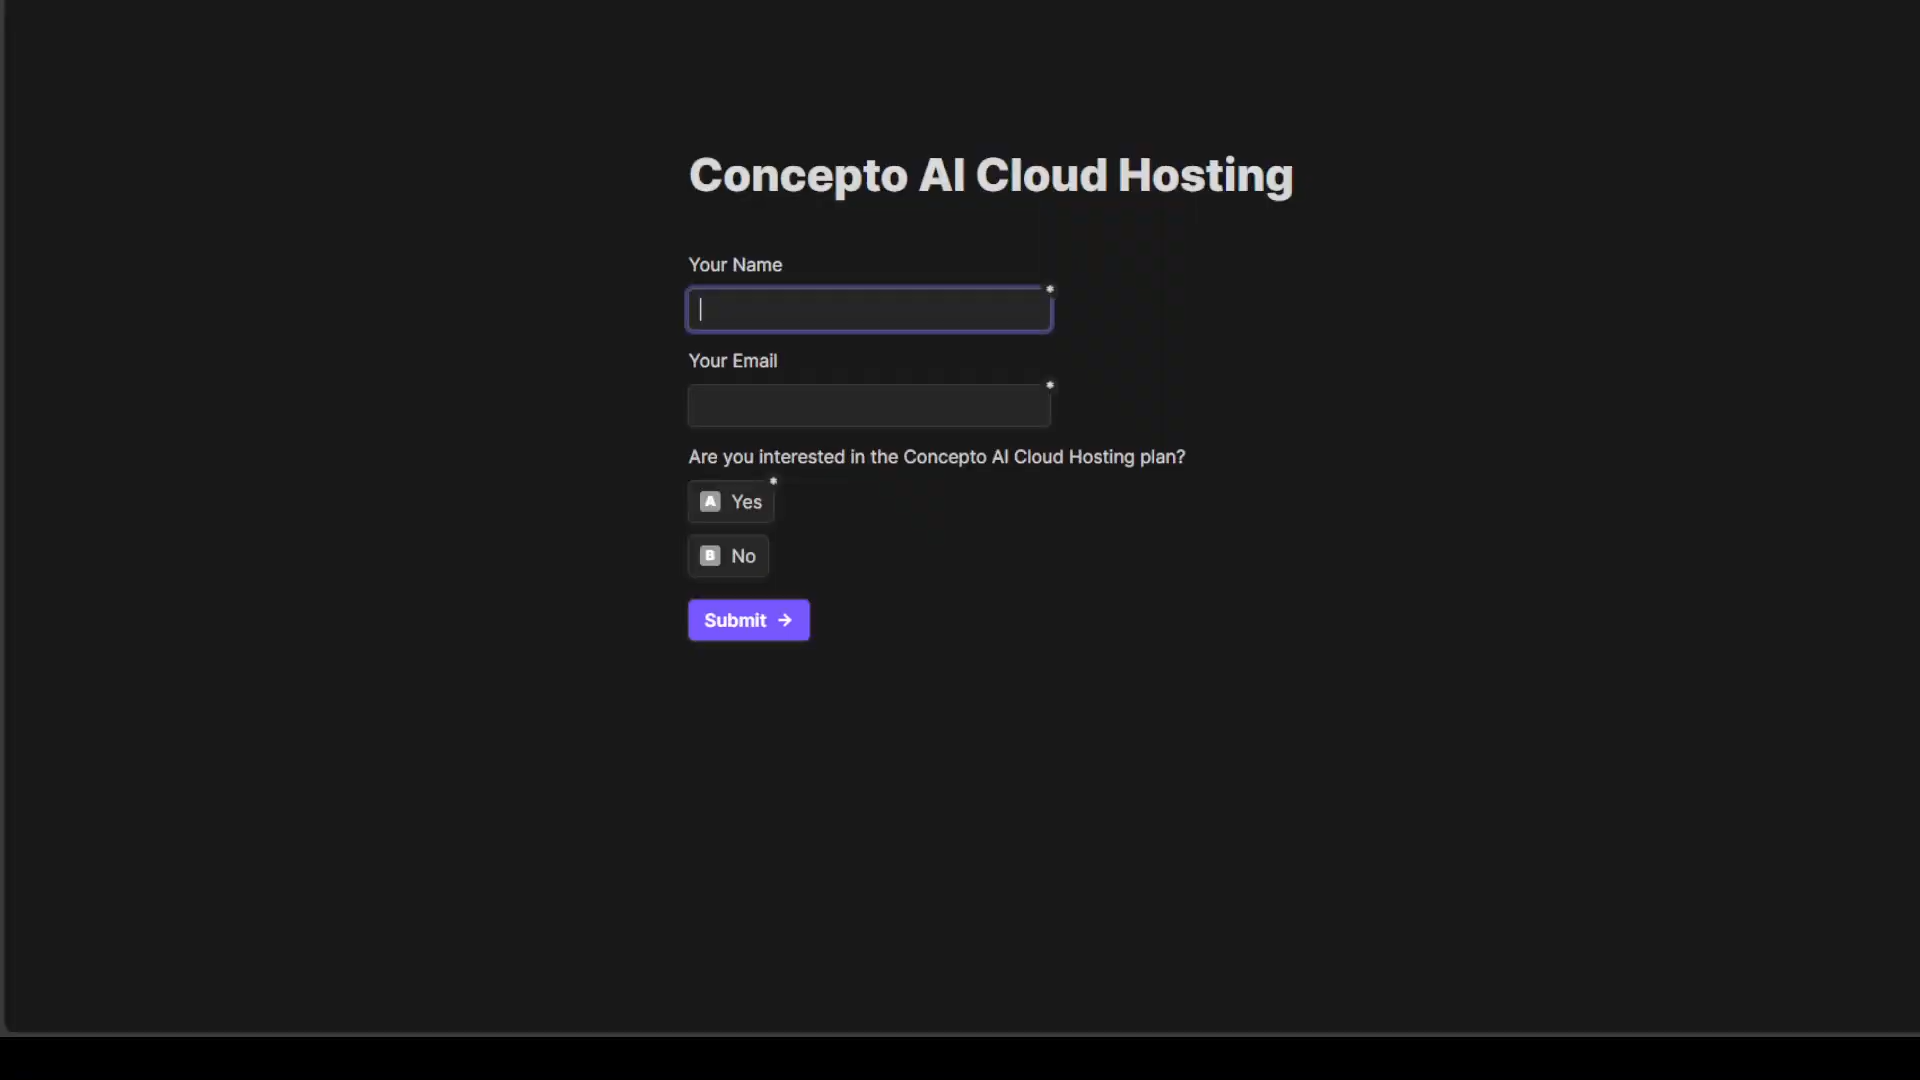 Concepto AI Cloud Hosting
Your Name
*
Your Email
*
Are you interested in the Concepto AI Cloud Hosting plan?
*
A Yes
B No
Submit →